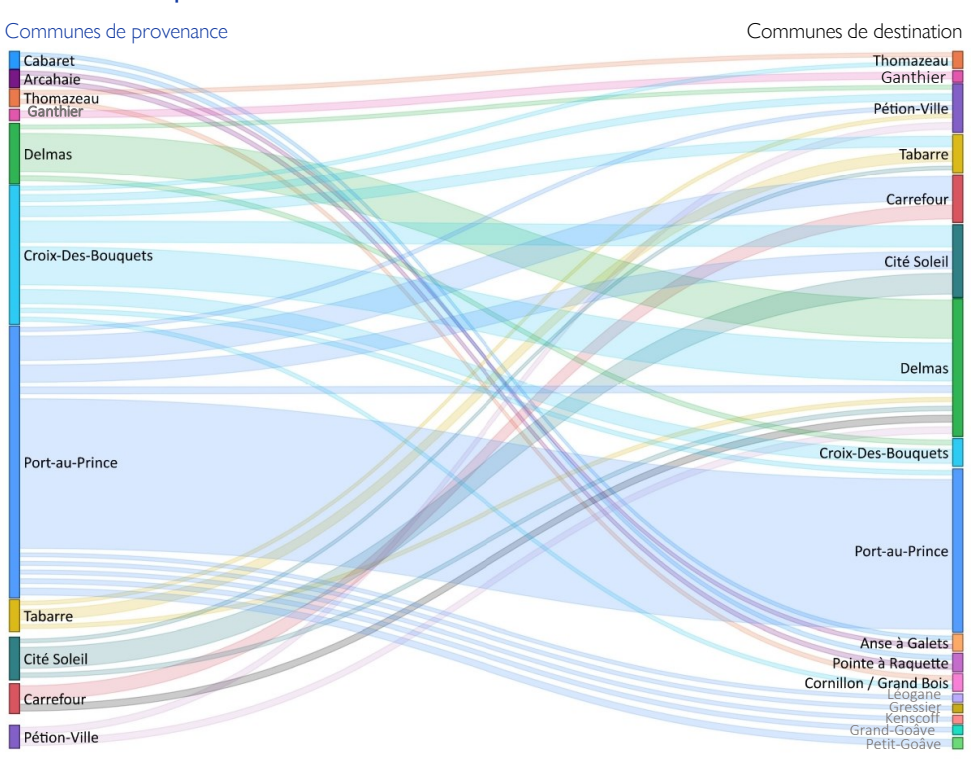 Communes de provenance
Communes de destination
Cabaret
Arcahaie
Thomazeau
Ganthier
Delmas
Croix-Des-Bouquets
Port-au-Prince
Tabarre
Cité Soleil
Carrefour
Pétion-Ville
Thomazeau
Ganthier
Pétion-Ville
Tabarre
Carrefour
Cité Soleil
Delmas
Croix-Des-Bouquets
Port-au-Prince
Anse à Galets
Pointe à Raquette
Cornillon / Grand Bois
Léogane
Gressier
Kenscoff
Grand-Goâve
Petit-Goâve